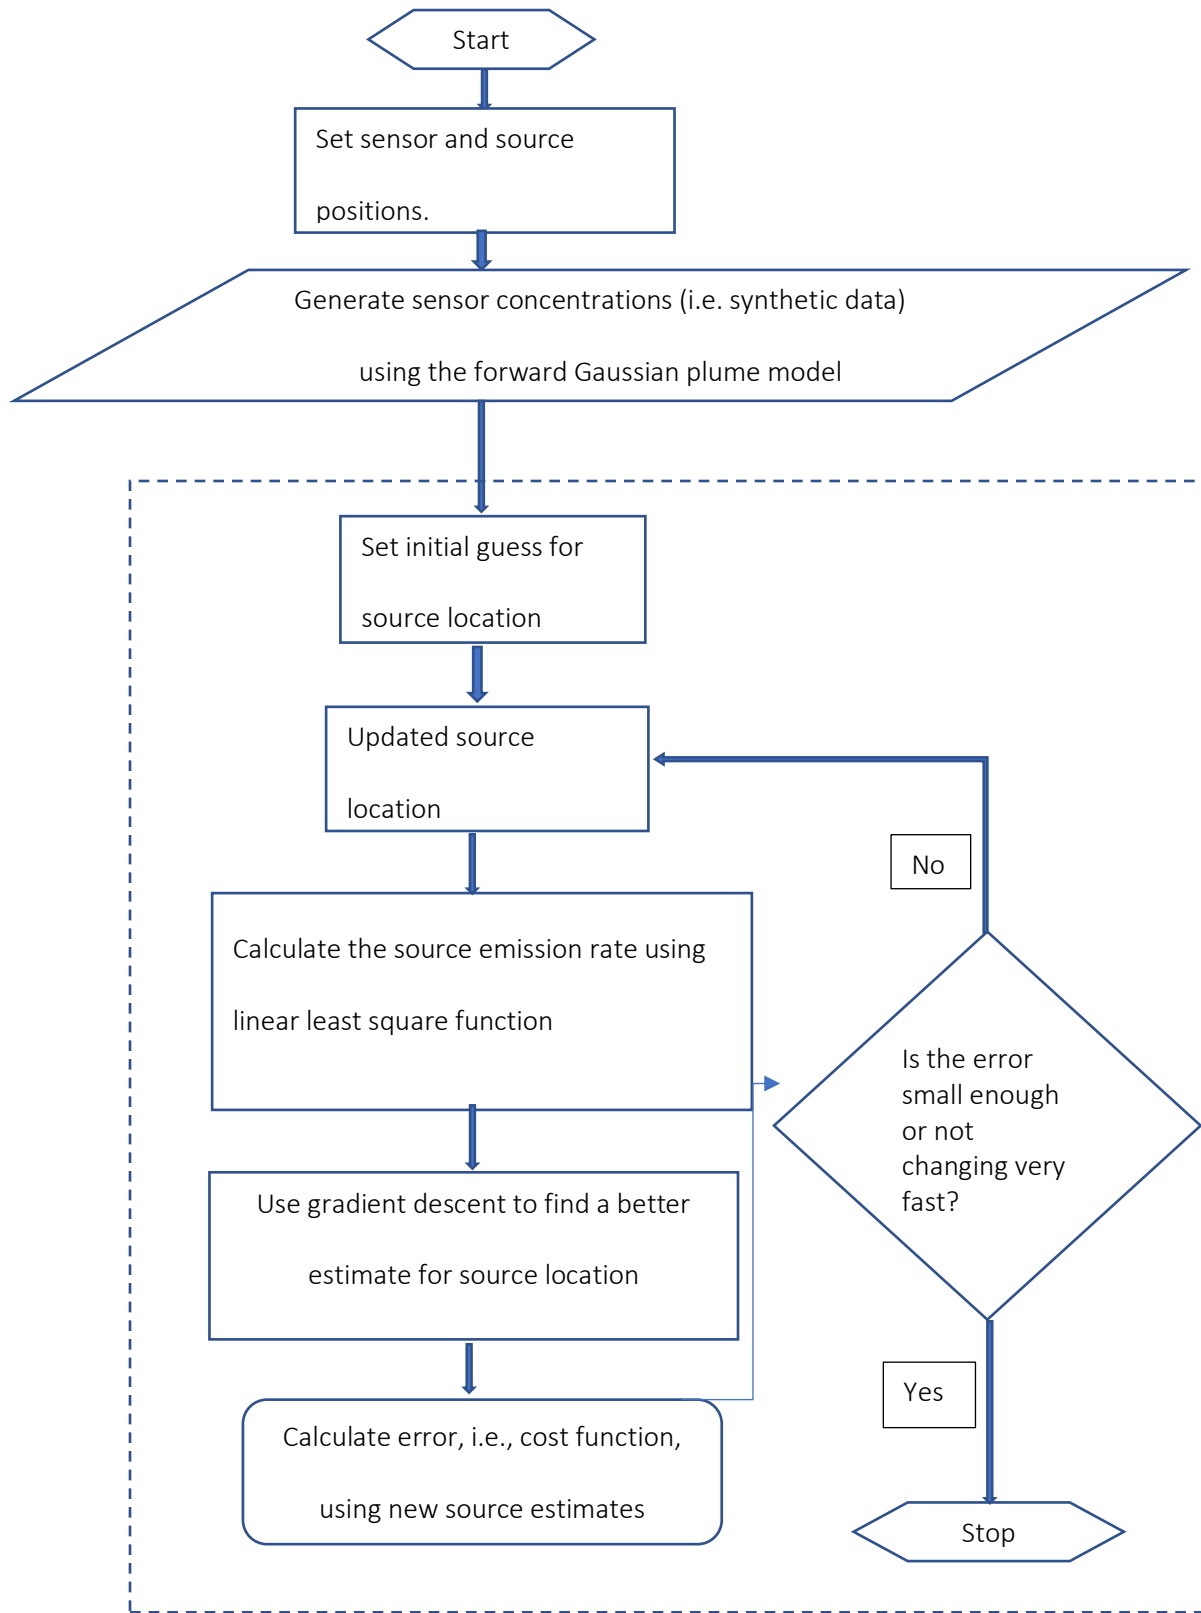 Start
Set sensor and source
positions.
Generate sensor concentrations (i.e. synthetic data)
using the forward Gaussian plume model
Set initial guess for
source location
Updated source
location
No
Calculate the source emission rate using
linear least square function
Is the error
small enough
or not
changing very
fast?
Use gradient descent to find a better
estimate for source location
Yes
Calculate error, i.e., cost function,
using new source estimates
Stop